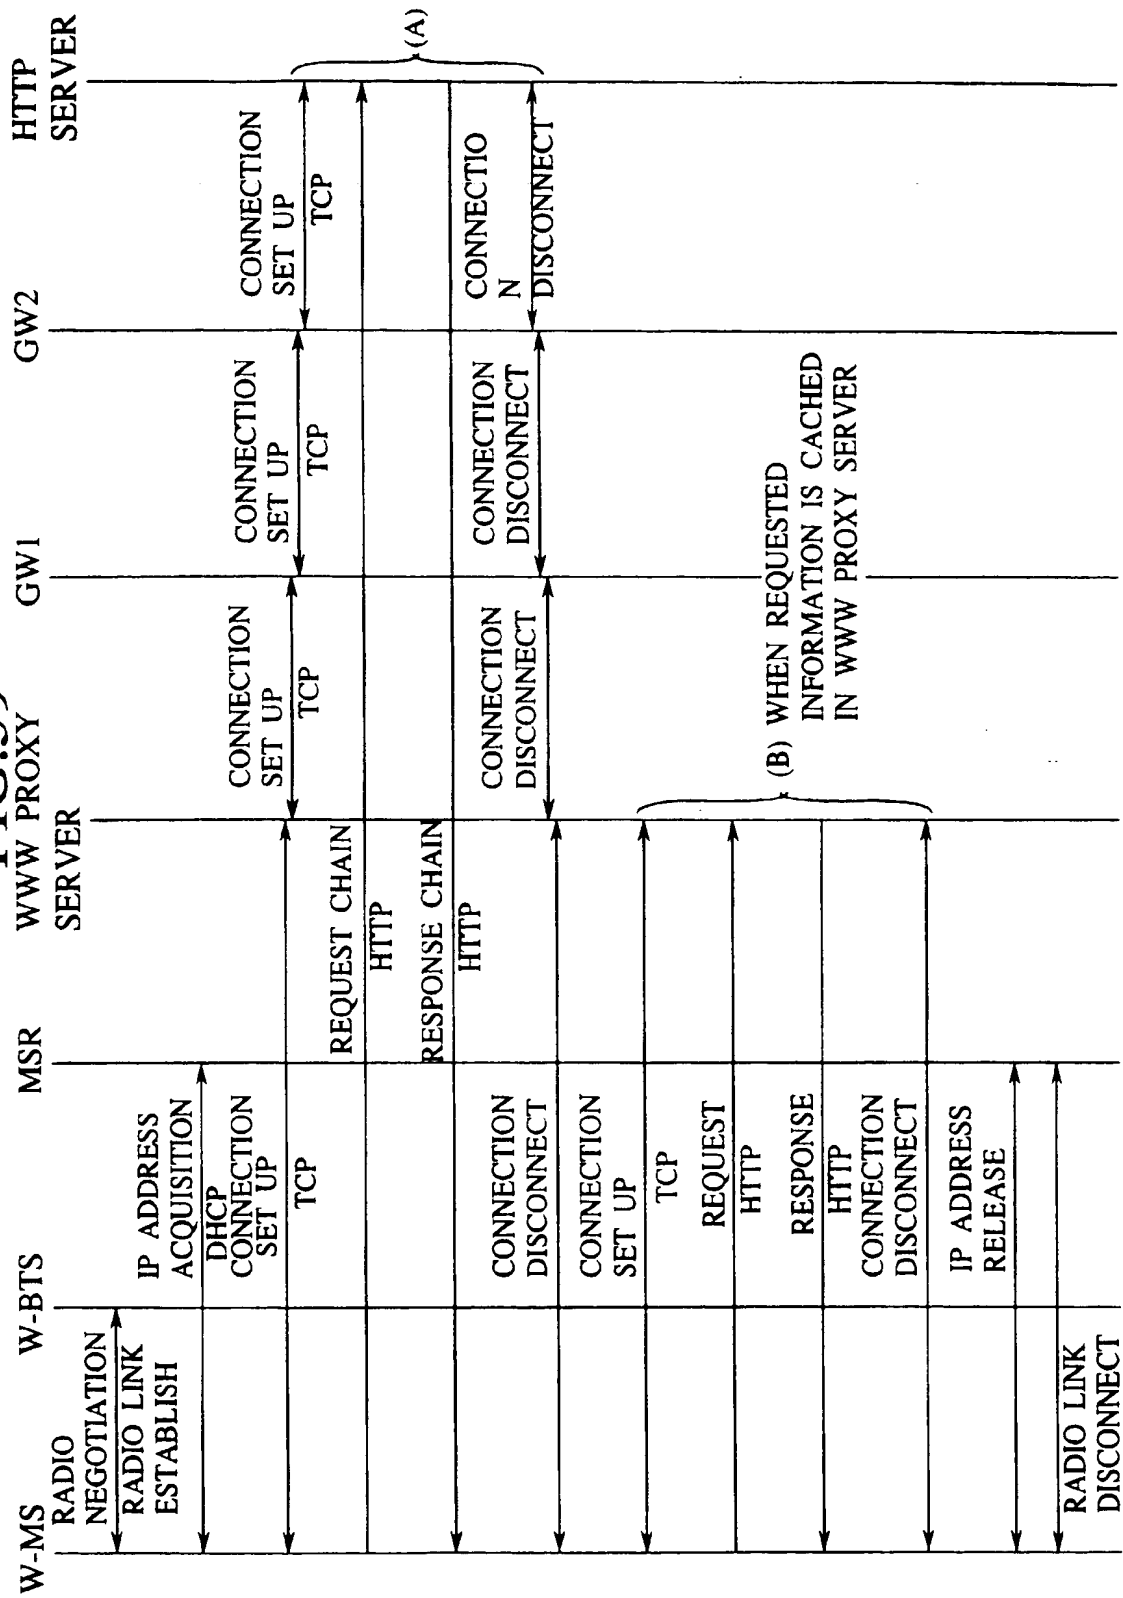 W-MS
W-BTS
MSR
WWW PROXY
SERVER
GW1
GW2
HTTP
SERVER
RADIO
NEGOTIATION
RADIO LINK
ESTABLISH
IP ADDRESS
ACQUISITION
DHCP
CONNECTION
SET UP
TCP
CONNECTION
SET UP
TCP
CONNECTION
SET UP
TCP
CONNECTION
SET UP
TCP
REQUEST CHAIN
HTTP
RESPONSE CHAIN
HTTP
(A)
CONNECTION
DISCONNECT
CONNECTION
DISCONNECT
CONNECTION
DISCONNECT
CONNECTIO
N
DISCONNECT
CONNECTION
SET UP
TCP
REQUEST
HTTP
RESPONSE
HTTP
CONNECTION
DISCONNECT
(B) WHEN REQUESTED
INFORMATION IS CACHED
IN WWW PROXY SERVER
IP ADDRESS
RELEASE
RADIO LINK
DISCONNECT